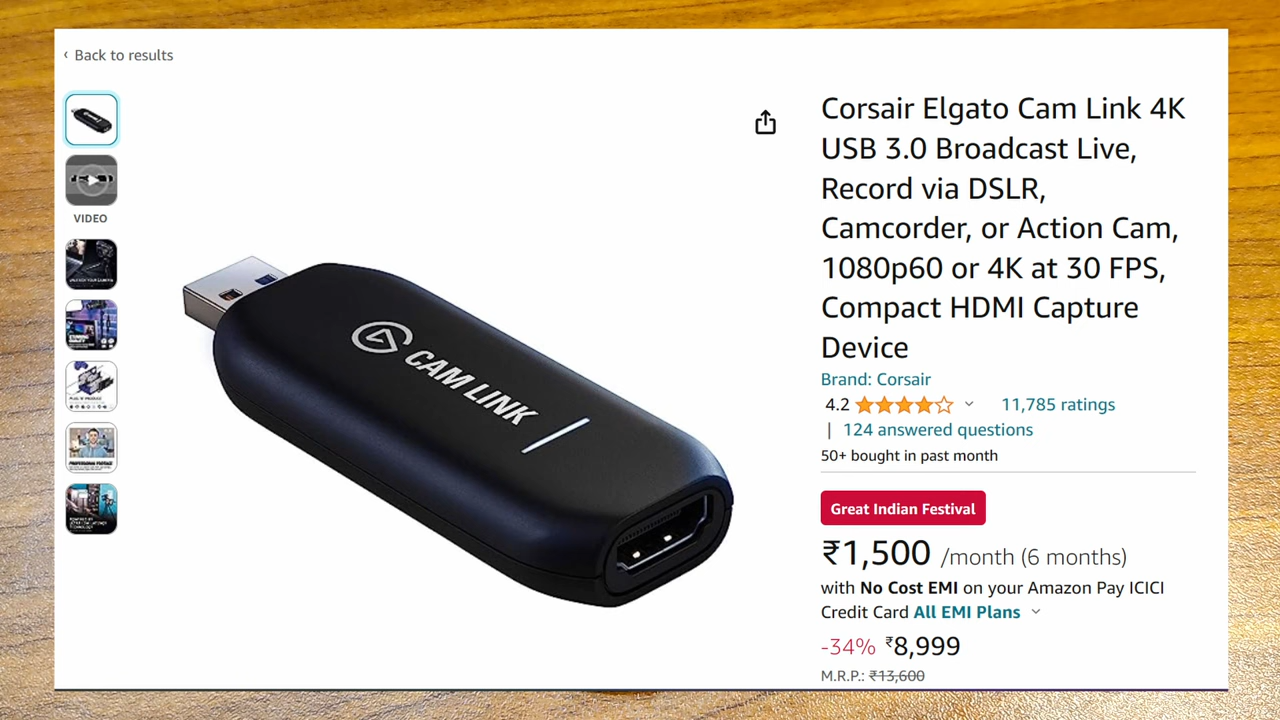 ‹ Back to results
VIDEO
CAM LINK
Corsair Elgato Cam Link 4K
USB 3.0 Broadcast Live,
Record via DSLR,
Camcorder, or Action Cam,
1080p60 or 4K at 30 FPS,
Compact HDMI Capture
Device
Brand: Corsair
4.2 11,785 ratings
| 124 answered questions
50+ bought in past month
Great Indian Festival
₹1,500 /month (6 months)
with No Cost EMI on your Amazon Pay ICICI
Credit Card All EMI Plans
-34% ₹8,999
M.R.P.: ₹13,600